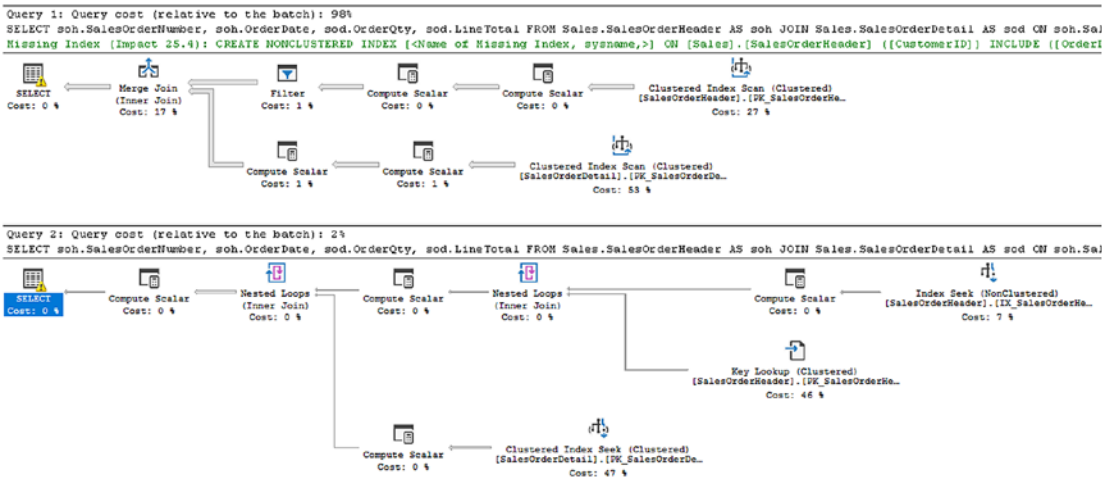 Query 1: Query cost (relative to the batch): 98%
SELECT soh.SalesOrderNumber, soh.OrderDate, sod.OrderQty, sod.LineTotal FROM Sales.SalesOrderHeader AS soh JOIN Sales.SalesOrderDetail AS sod ON soh.Sal
Missing Index (Impact 25.4): CREATE NONCLUSTERED INDEX [<Name of Missing Index, sysname,>] ON [Sales].[SalesOrderHeader] ([CustomerID]) INCLUDE ([OrderD
SELECT
Cost: 0 %
Merge Join
(Inner Join)
Cost: 17 %
Filter
Cost: 1 %
Compute Scalar
Cost: 0 %
Compute Scalar
Cost: 0 %
Clustered Index Scan (Clustered)
[SalesOrderHeader].[PK_SalesOrderHe…
Cost: 27 %
Compute Scalar
Cost: 1 %
Compute Scalar
Cost: 1 %
Clustered Index Scan (Clustered)
[SalesOrderDetail].[PK_SalesOrderDe…
Cost: 53 %
Query 2: Query cost (relative to the batch): 2%
SELECT soh.SalesOrderNumber, soh.OrderDate, sod.OrderQty, sod.LineTotal FROM Sales.SalesOrderHeader AS soh JOIN Sales.SalesOrderDetail AS sod ON soh.Sal
SELECT
Cost: 0 %
Compute Scalar
Cost: 0 %
Nested Loops
(Inner Join)
Cost: 0 %
Compute Scalar
Cost: 0 %
Nested Loops
(Inner Join)
Cost: 0 %
Compute Scalar
Cost: 0 %
Index Seek (NonClustered)
[SalesOrderHeader].[IX_SalesOrderHe…
Cost: 7 %
Key Lookup (Clustered)
[SalesOrderHeader].[PK_SalesOrderHe…
Cost: 46 %
Compute Scalar
Cost: 0 %
Clustered Index Seek (Clustered)
[SalesOrderDetail].[PK_SalesOrderDe…
Cost: 47 %